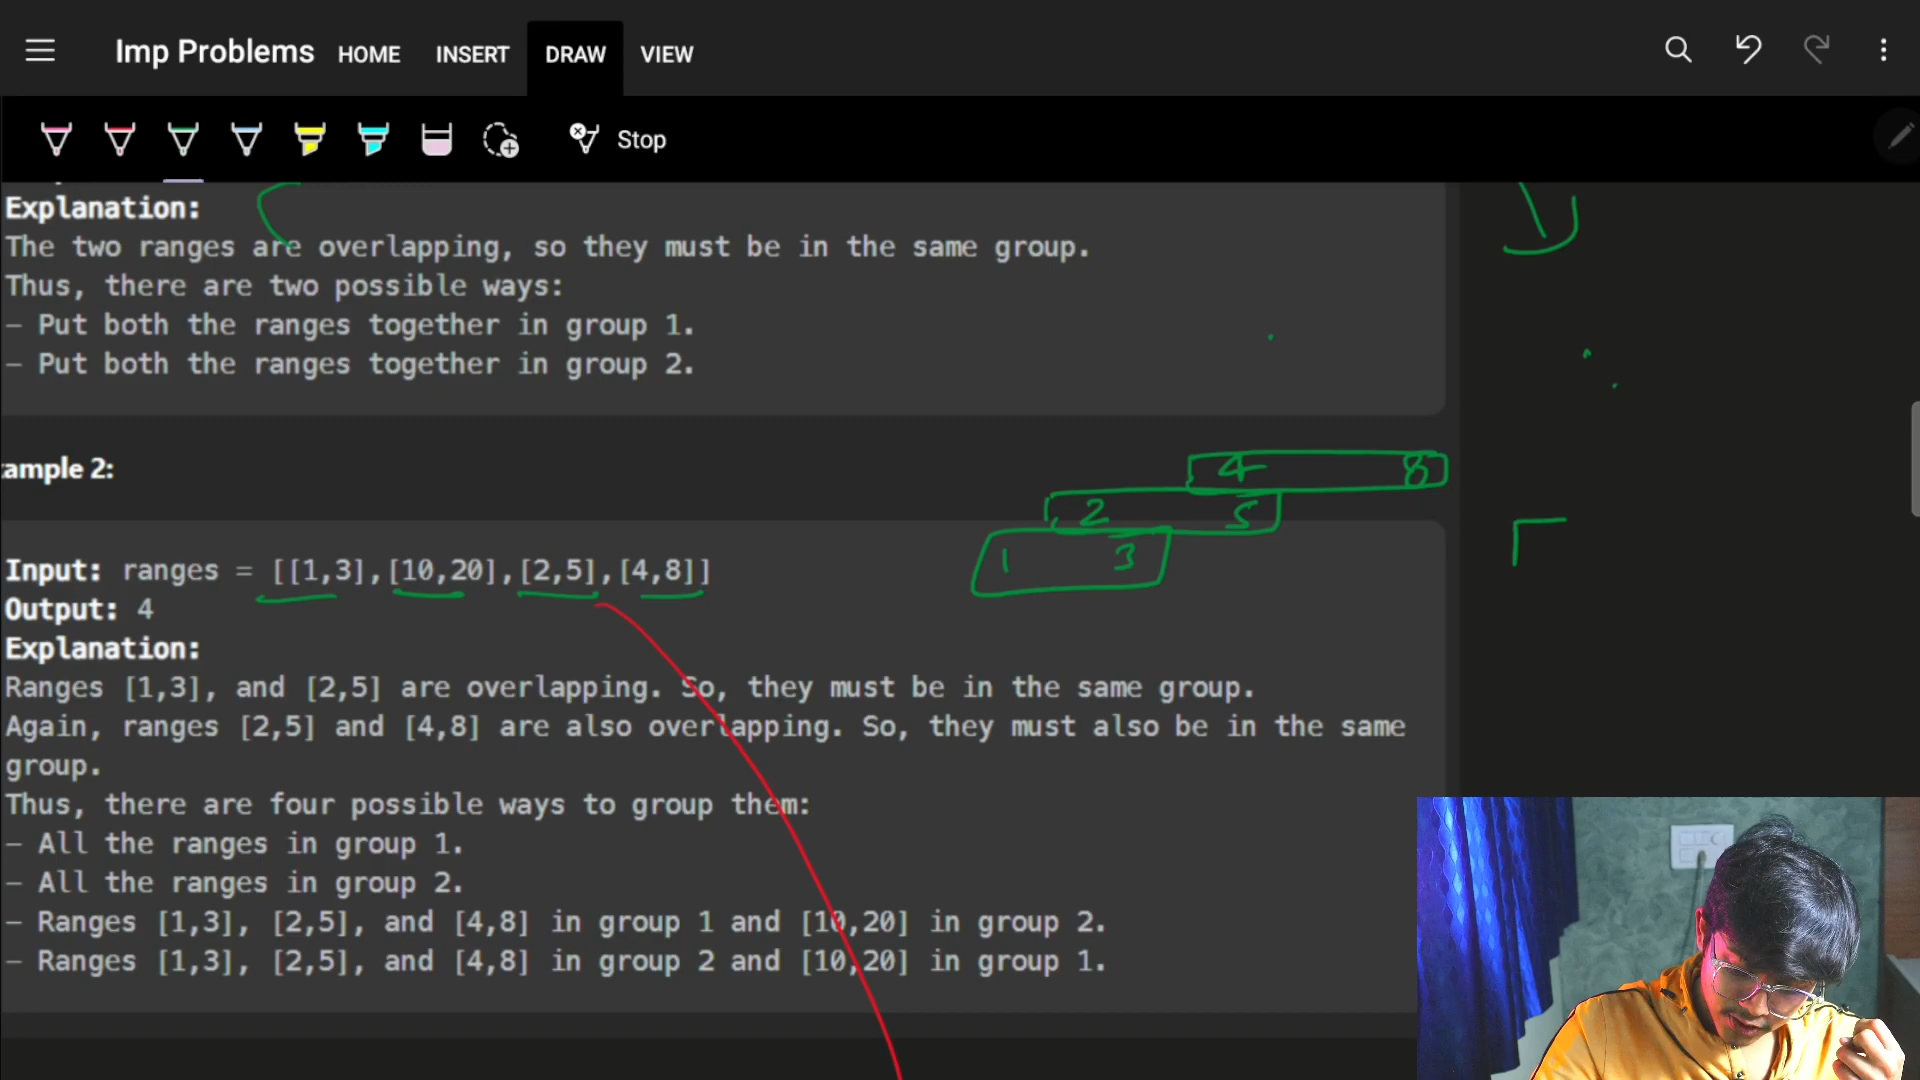 Imp Problems HOME INSERT DRAW VIEW
Stop
Explanation:
The two ranges are overlapping, so they must be in the same group.
Thus, there are two possible ways:
– Put both the ranges together in group 1.
– Put both the ranges together in group 2.
ample 2:
4 8
2 5
1 3
Input: ranges = [[1,3],[10,20],[2,5],[4,8]]
Output: 4
Explanation:
Ranges [1,3], and [2,5] are overlapping. So, they must be in the same group.
Again, ranges [2,5] and [4,8] are also overlapping. So, they must also be in the same
group.
Thus, there are four possible ways to group them:
– All the ranges in group 1.
– All the ranges in group 2.
– Ranges [1,3], [2,5], and [4,8] in group 1 and [10,20] in group 2.
– Ranges [1,3], [2,5], and [4,8] in group 2 and [10,20] in group 1.